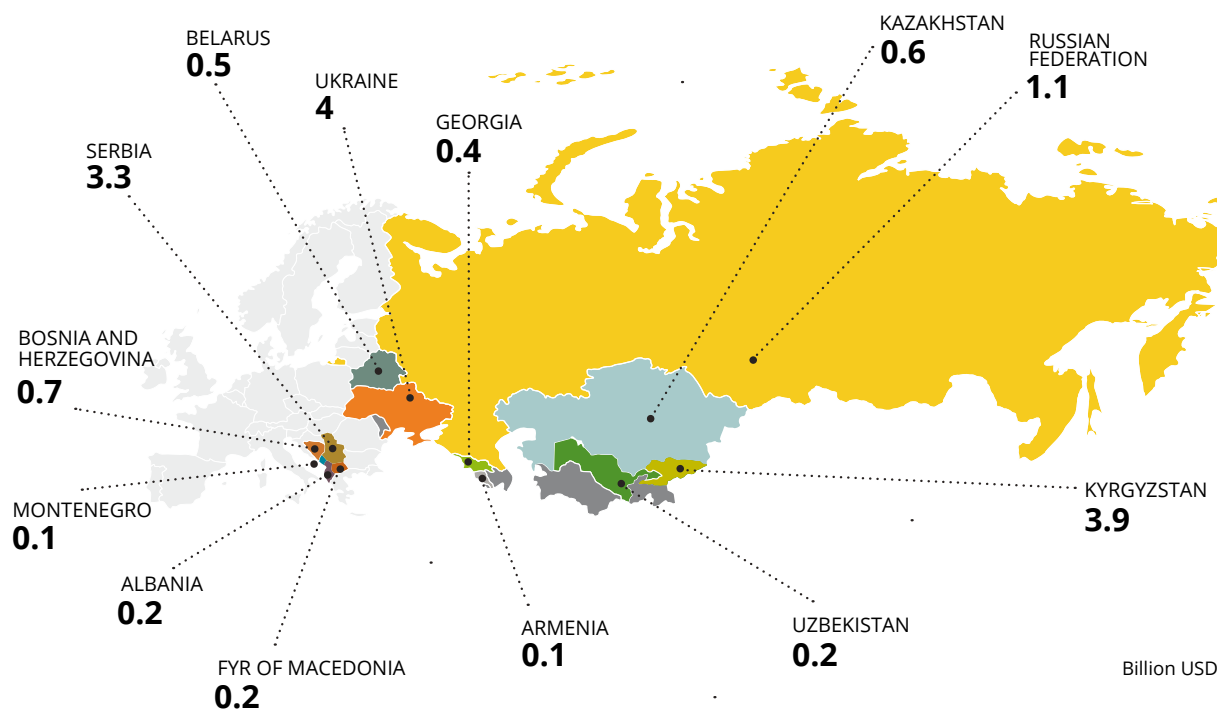 KAZAKHSTAN
0.6
RUSSIAN
FEDERATION
1.1
BELARUS
0.5
UKRAINE
4
GEORGIA
0.4
SERBIA
3.3
BOSNIA AND
HERZEGOVINA
0.7
MONTENEGRO
0.1
KYRGYZSTAN
3.9
ALBANIA
0.2
ARMENIA
0.1
UZBEKISTAN
0.2
FYR OF MACEDONIA
0.2
Billion USD